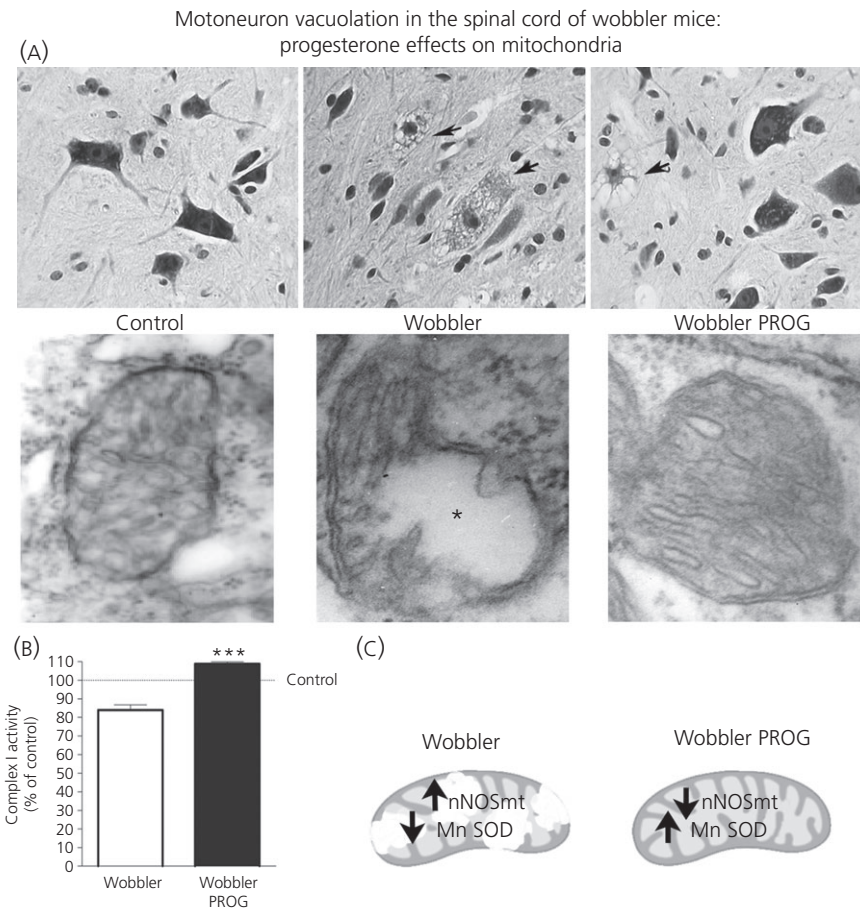 Motoneuron vacuolation in the spinal cord of wobbler mice:
progesterone effects on mitochondria
(A)
Control
Wobbler
Wobbler PROG
*
(B)
110
100
90
80
70
60
50
40
30
20
10
0
Complex I activity
(% of control)
***
Control
Wobbler
Wobbler
PROG
(C)
Wobbler
nNOSmt
Mn SOD
Wobbler PROG
nNOSmt
Mn SOD